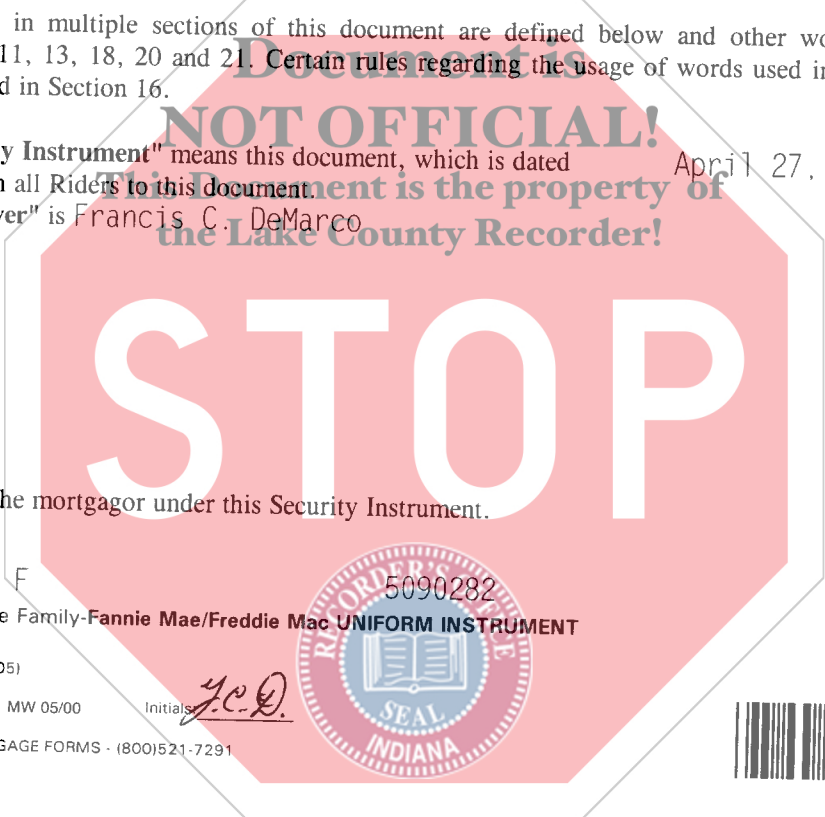 in multiple sections of this document are defined below and other wo
11, 13, 18, 20 and 21. Certain rules regarding the usage of words used in
d in Section 16.
Document is
NOT OFFICIAL!
This Document is the property of
the Lake County Recorder!
y Instrument" means this document, which is dated April 27,
n all Riders to this document.
ver" is Francis C. DeMarco
STOP
he mortgagor under this Security Instrument.
F 5090282
e Family-Fannie Mae/Freddie Mac UNIFORM INSTRUMENT
05)
MW 05/00 Initials: F.C.D.
GAGE FORMS - (800)521-7291
RECORDER'S OFFICE
SEAL
INDIANA